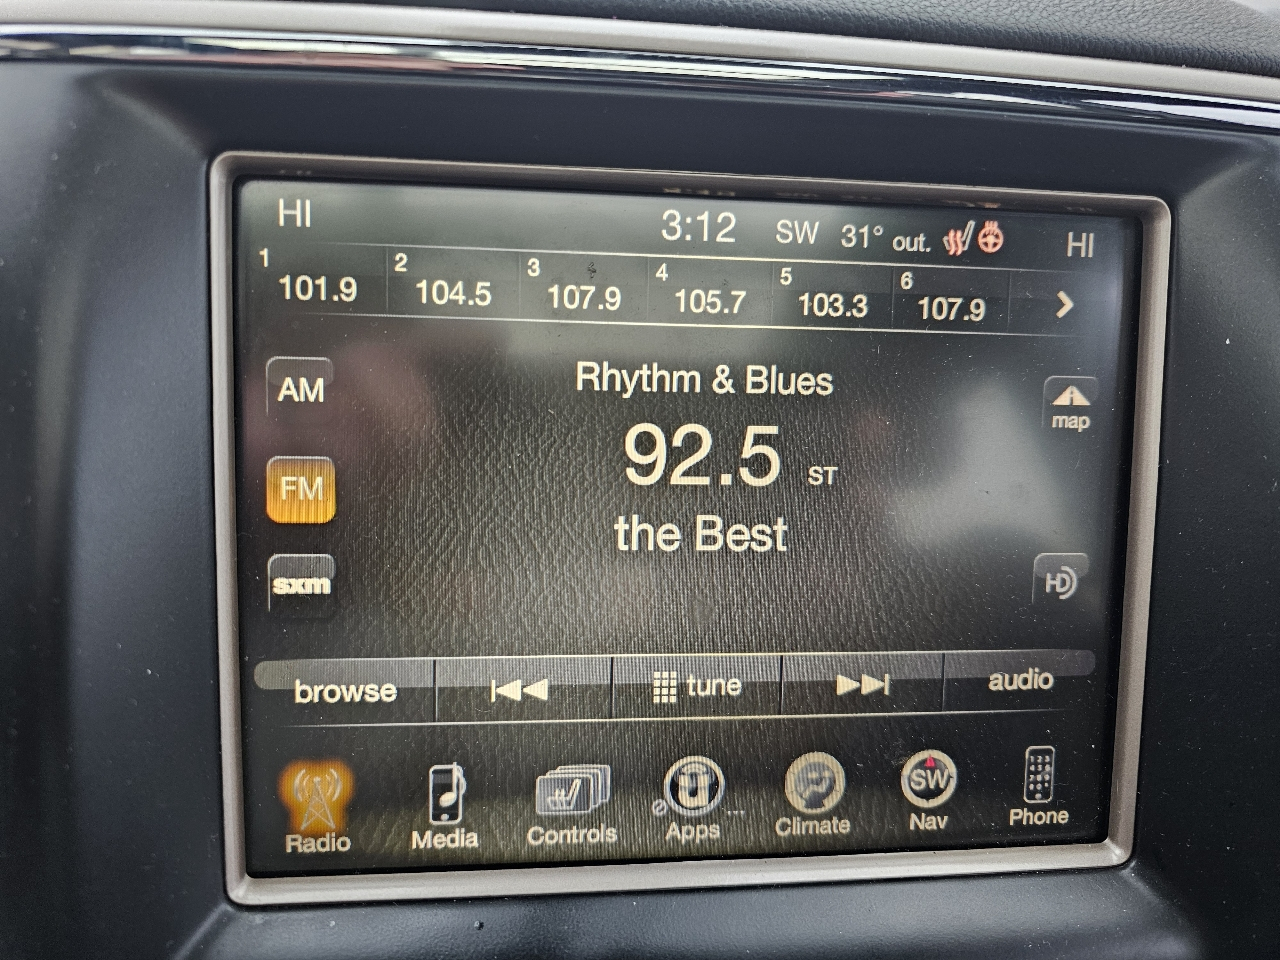 HI 3:12 SW 31° out. HI
1 101.9 2 104.5 3 107.9 4 105.7 5 103.3 6 107.9
Rhythm & Blues
AM
map
92.5 ST
FM
the Best
sxm
HD
browse tune audio
SW
Radio Media Controls Apps ... Climate Nav Phone